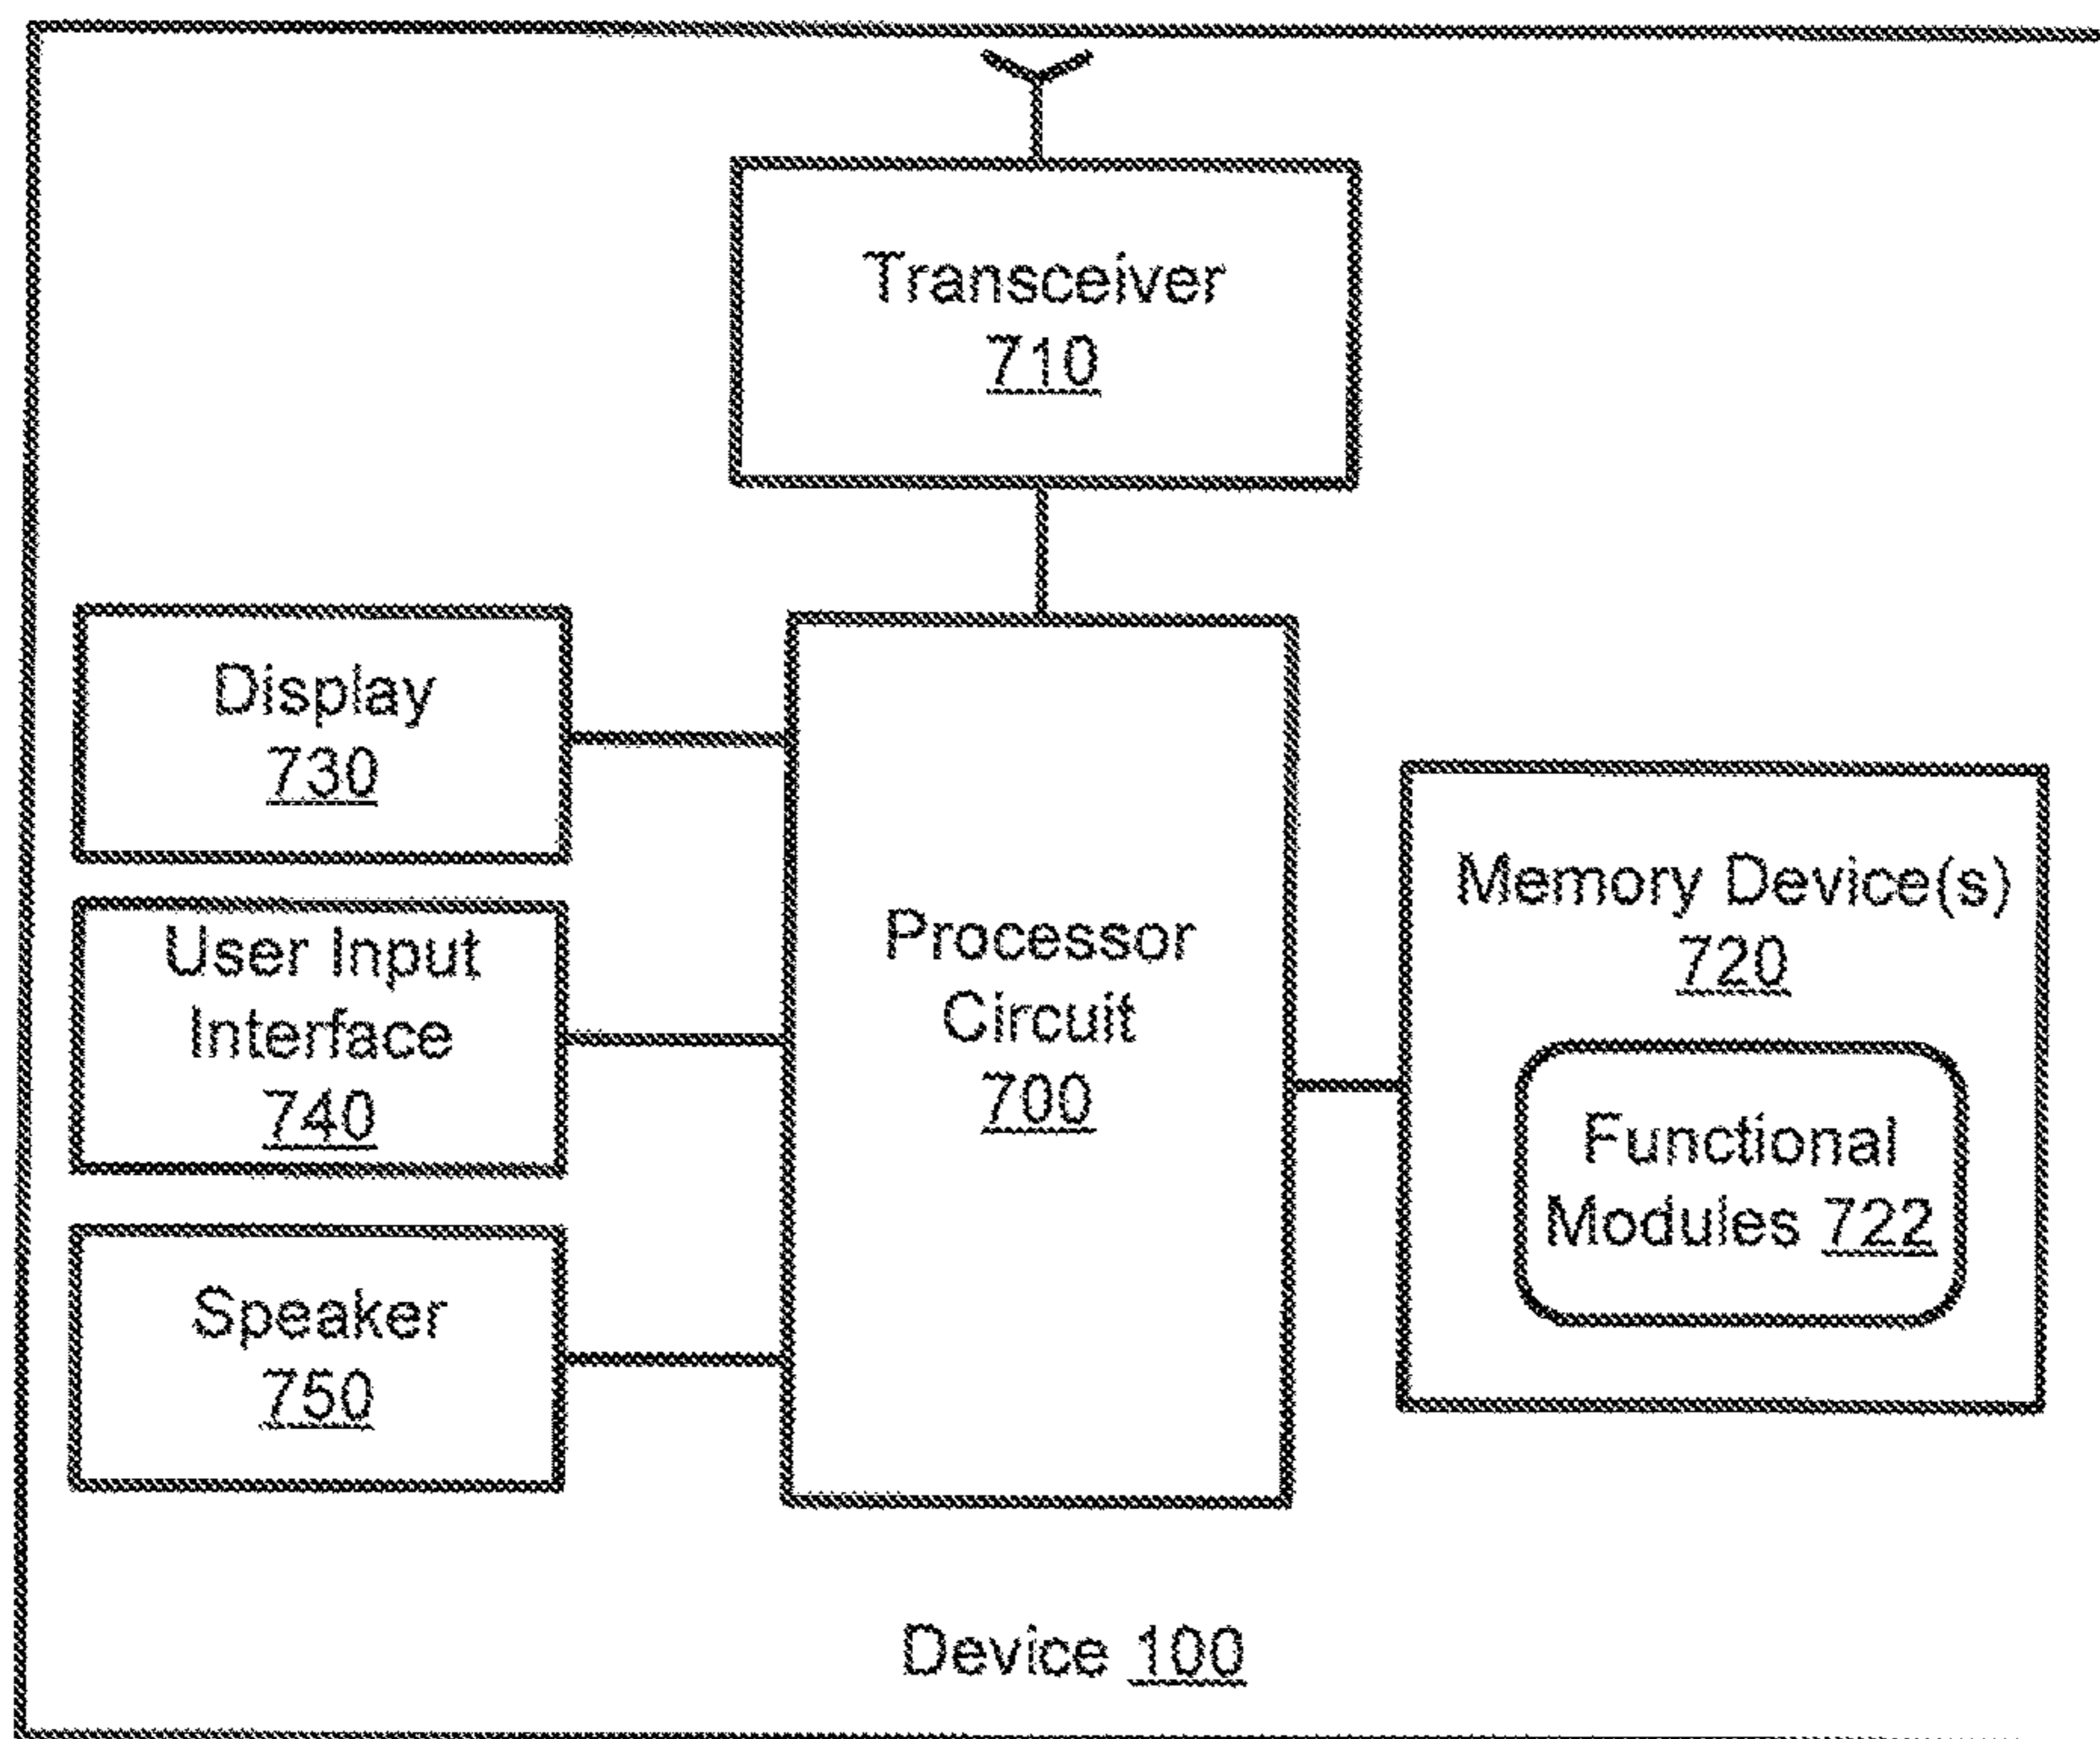 Transceiver
710
Display
730
User Input
Interface
740
Speaker
750
Processor
Circuit
700
Memory Device(s)
720
Functional
Modules 722
Device 100